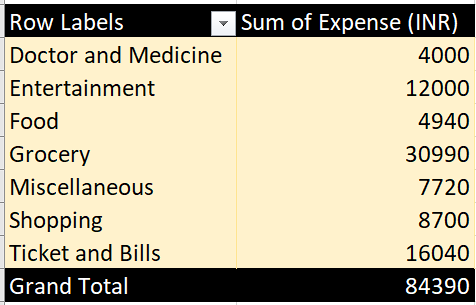 Row Labels Sum of Expense (INR)
Doctor and Medicine 4000
Entertainment 12000
Food 4940
Grocery 30990
Miscellaneous 7720
Shopping 8700
Ticket and Bills 16040
Grand Total 84390